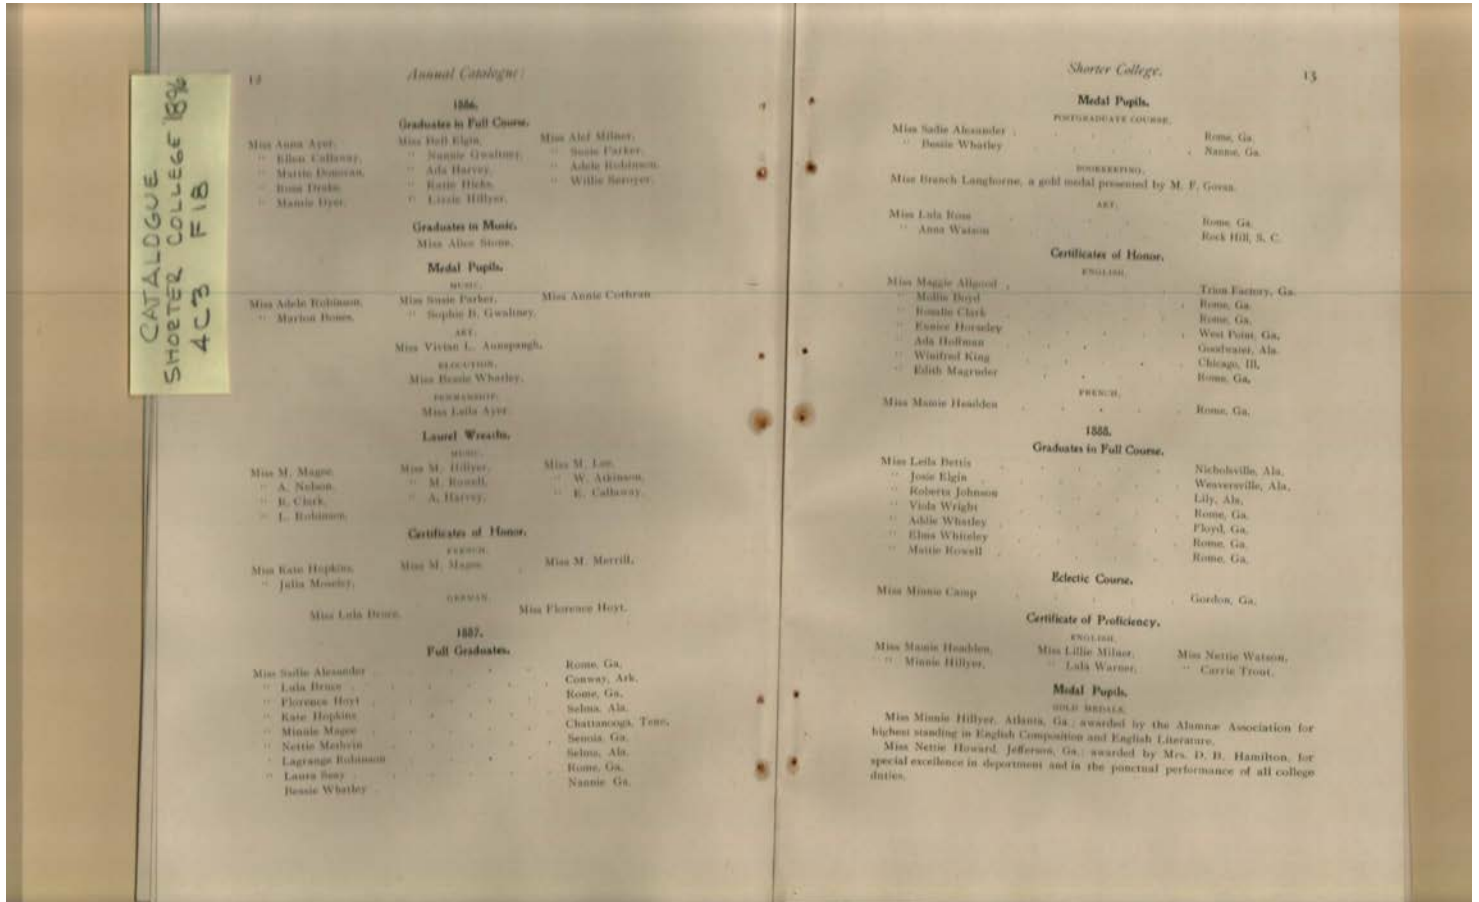 CATALOGUE
SHORTER COLLEGE 1896
4C3 F18
12 Annual Catalogue:
1886.
Graduates in Full Course.
Miss Anna Ayer, Miss Dell Elgin, Miss Alef Milner,
" Ellen Callaway, " Nannie Gwaltney, " Susie Parker,
" Mattie Donovan, " Ada Harvey, " Adele Robinson,
" Rosa Drake, " Katie Hicks, " Willie Scroyer,
" Mamie Dyer, " Lizzie Hillyer,
Graduates in Music.
Miss Alice Stone.
Medal Pupils.
MUSIC.
Miss Adele Robinson, Miss Susie Parker, Miss Annie Cothran
" Marion Bones, " Sophie B. Gwaltney.
ART.
Miss Vivian L. Annspaugh.
ELOCUTION.
Miss Bessie Whatley.
PENMANSHIP.
Miss Leila Ayer
Laurel Wreaths.
MUSIC.
Miss M. Magee Miss M. Hillyer, Miss M. Lee,
" A. Nelson, " M. Rowell, " W. Atkinson,
" B. Clark, " A. Harvey, " E. Callaway,
" L. Robinson,
Certificates of Honor.
FRENCH.
Miss Kate Hopkins, Miss M. Magee Miss M. Merrill,
" Julia Moseley,
GERMAN.
Miss Lula Bruce, Miss Florence Hoyt.
1887.
Full Graduates.
Miss Sadie Alexander Rome, Ga.
" Lula Bruce Conway, Ark.
" Florence Hoyt Rome, Ga.
" Kate Hopkins Selma, Ala.
" Minnie Magee Chattanooga, Tenn.
" Nettie Methvin Senoia, Ga.
" Lagrange Robinson Selma, Ala.
" Laura Seay Rome, Ga.
Bessie Whatley Nannie Ga.
Shorter College. 13
Medal Pupils.
POSTGRADUATE COURSE.
Miss Sadie Alexander Rome, Ga.
" Bessie Whatley Nannie, Ga.
BOOKKEEPING.
Miss Branch Langhorne, a gold medal presented by M. F. Govan.
ART.
Miss Lula Ross Rome, Ga.
" Anna Watson Rock Hill, S. C.
Certificates of Honor.
ENGLISH.
Miss Maggie Allgood Trion Factory, Ga.
" Mollie Boyd Rome, Ga.
" Rosalie Clark Rome, Ga.
" Eunice Hornsley West Point, Ga,
" Ada Hoffman Goodwater, Ala.
" Winifred King Chicago, Ill,
" Edith Magruder Rome, Ga,
FRENCH.
Miss Mamie Headden Rome, Ga.
1888.
Graduates in Full Course.
Miss Leila Bettis Nicholsville, Ala.
" Josie Elgin Weaversville, Ala.
" Roberta Johnson Lily, Ala.
" Viola Wright Rome, Ga.
" Addie Whatley Floyd, Ga.
" Elma Whiteley Rome, Ga.
" Mattie Rowell Rome, Ga.
Eclectic Course.
Miss Minnie Camp Gordon, Ga.
Certificate of Proficiency.
ENGLISH.
Miss Mamie Headden, Miss Lillie Milner, Miss Nettie Watson,
" Minnie Hillyer, " Lula Warner, " Carrie Trout.
Medal Pupils.
GOLD MEDALS.
Miss Minnie Hillyer, Atlanta, Ga.; awarded by the Alumnæ Association for
highest standing in English Composition and English Literature.
Miss Nettie Howard, Jefferson, Ga.; awarded by Mrs. D. B. Hamilton, for
special excellence in deportment and in the punctual performance of all college
duties.